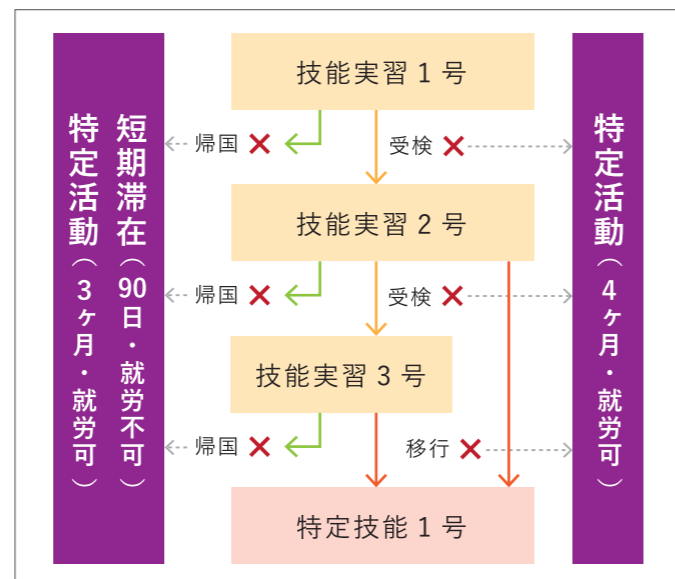 技能実習 1 号
短期滞在（90日・就労不可）
特定活動（3ヶ月・就労可）
帰国
受検
特定活動（4ヶ月・就労可）
技能実習 2 号
帰国
受検
技能実習 3 号
帰国
移行
特定技能 1 号